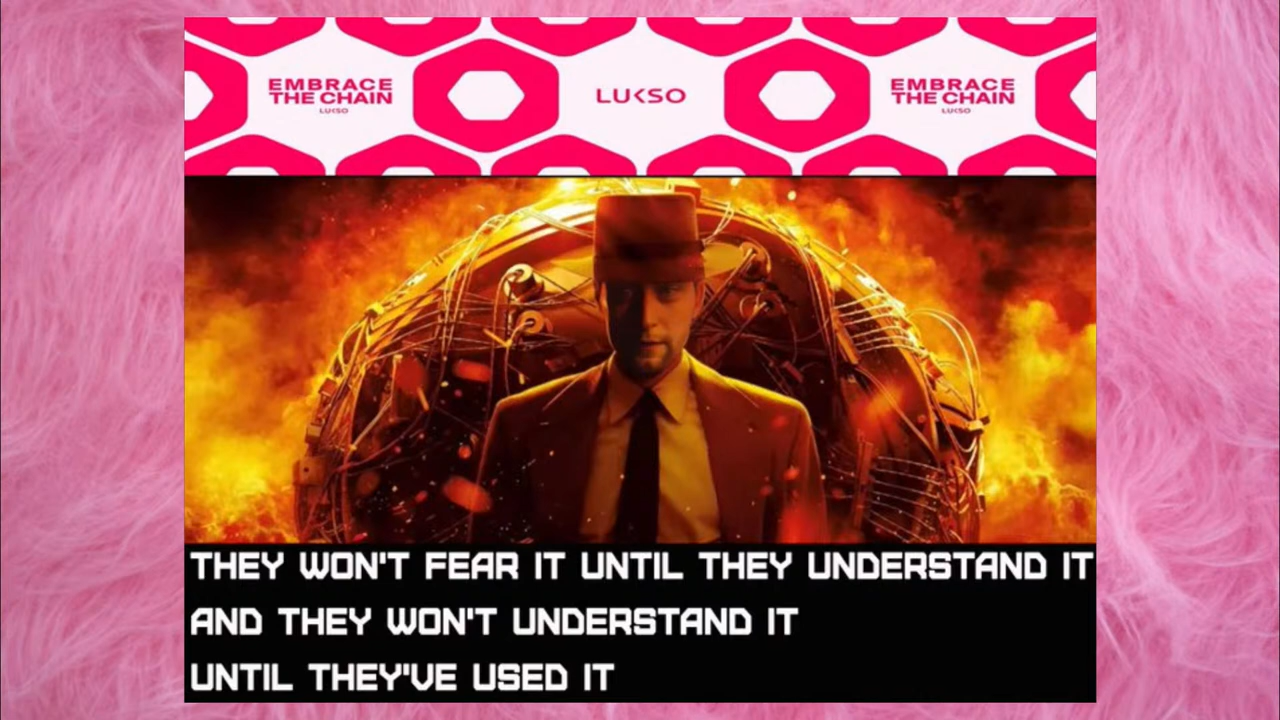 EMBRACE
THE CHAIN
LUKSO
LUKSO
EMBRACE
THE CHAIN
LUKSO
THEY WON'T FEAR IT UNTIL THEY UNDERSTAND IT
AND THEY WON'T UNDERSTAND IT
UNTIL THEY'VE USED IT